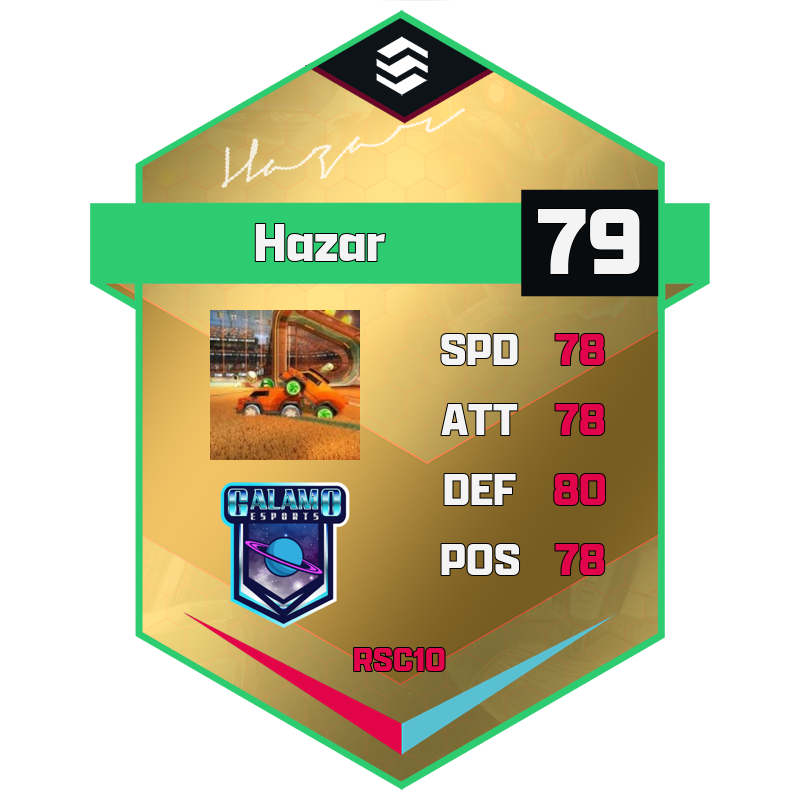 Hazar
Hazar
79
SPD 78
ATT 78
DEF 80
POS 78
GALAMO
ESPORTS
RSC10